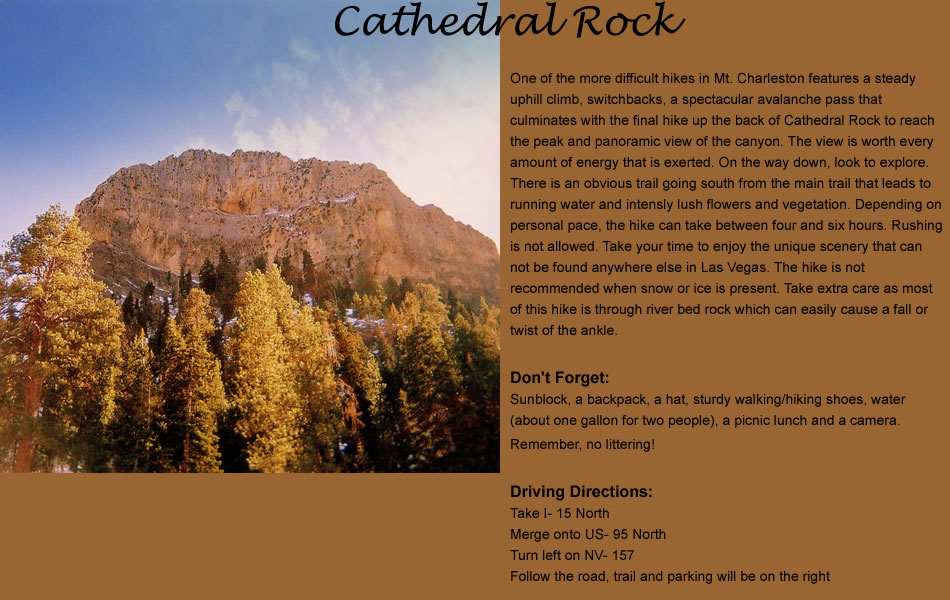 Cathedral Rock
One of the more difficult hikes in Mt. Charleston features a steady
uphill climb, switchbacks, a spectacular avalanche pass that
culminates with the final hike up the back of Cathedral Rock to reach
the peak and panoramic view of the canyon. The view is worth every
amount of energy that is exerted. On the way down, look to explore.
There is an obvious trail going south from the main trail that leads to
running water and intensly lush flowers and vegetation. Depending on
personal pace, the hike can take between four and six hours. Rushing
is not allowed. Take your time to enjoy the unique scenery that can
not be found anywhere else in Las Vegas. The hike is not
recommended when snow or ice is present. Take extra care as most
of this hike is through river bed rock which can easily cause a fall or
twist of the ankle.
Don't Forget:
Sunblock, a backpack, a hat, sturdy walking/hiking shoes, water
(about one gallon for two people), a picnic lunch and a camera.
Remember, no littering!
Driving Directions:
Take I- 15 North
Merge onto US- 95 North
Turn left on NV- 157
Follow the road, trail and parking will be on the right